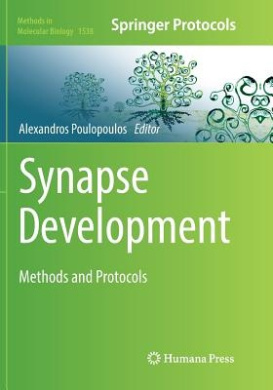 Methods in
Molecular Biology 1538
Springer Protocols
Alexandros Poulopoulos Editor
Synapse
Development
Methods and Protocols
Humana Press